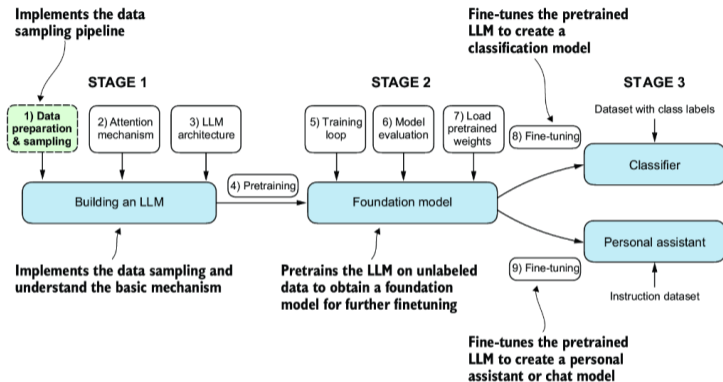 Implements the data
sampling pipeline
Fine-tunes the pretrained
LLM to create a
classification model
STAGE 1
STAGE 2
STAGE 3
1) Data
preparation
& sampling
2) Attention
mechanism
3) LLM
architecture
5) Training
loop
6) Model
evaluation
7) Load
pretrained
weights
8) Fine-tuning
Dataset with class labels
Classifier
4) Pretraining
Building an LLM
Foundation model
Personal assistant
Implements the data sampling and
understand the basic mechanism
Pretrains the LLM on unlabeled
data to obtain a foundation
model for further finetuning
9) Fine-tuning
Instruction dataset
Fine-tunes the pretrained
LLM to create a personal
assistant or chat model